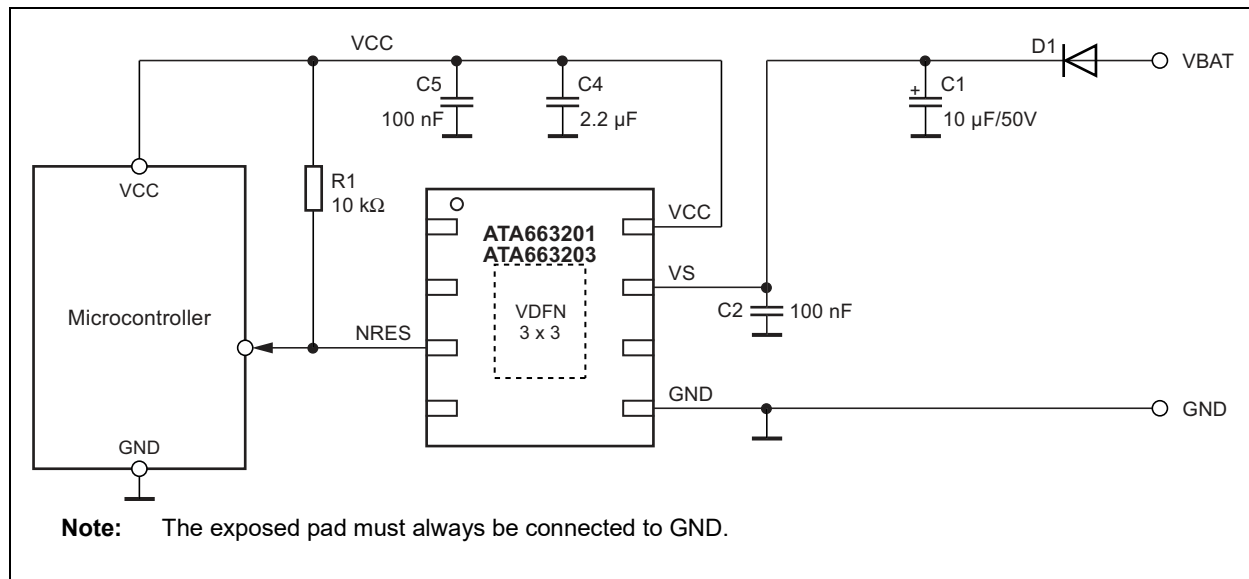 VCC
D1
VBAT
C5
100 nF
C4
2.2 µF
+
C1
10 µF/50V
VCC
R1
10 kΩ
ATA663201
ATA663203
VCC
VS
Microcontroller
VDFN
3 x 3
C2
100 nF
NRES
GND
GND
GND
Note: The exposed pad must always be connected to GND.